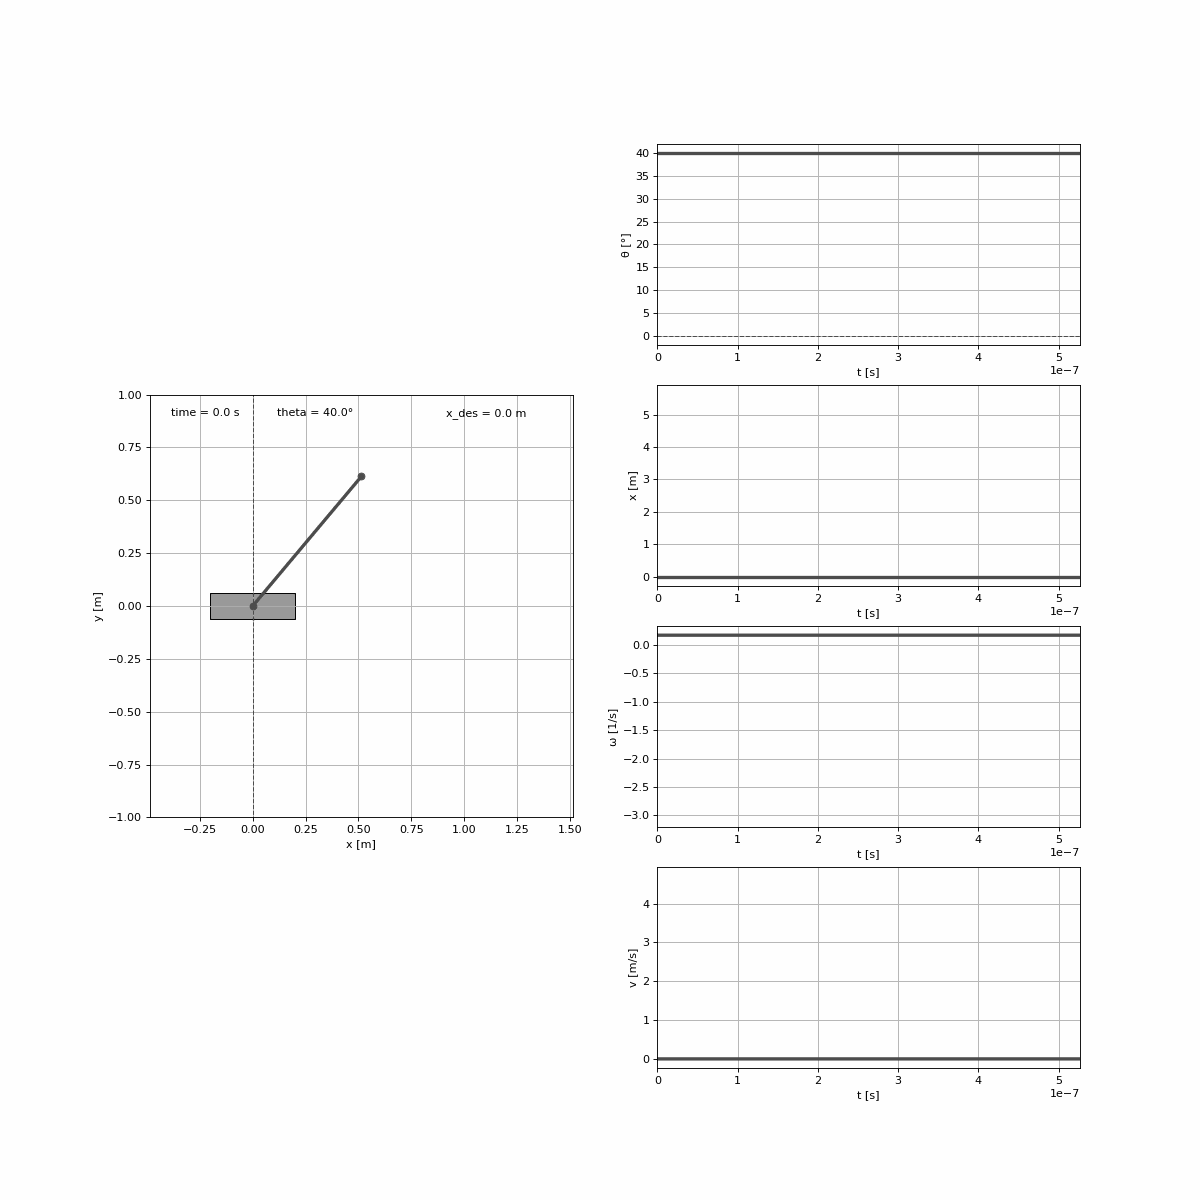 time = 0.0 s
theta = 40.0°
x_des = 0.0 m
1.00
0.75
0.50
0.25
0.00
−0.25
−0.50
−0.75
−1.00
y [m]
−0.25 0.00 0.25 0.50 0.75 1.00 1.25 1.50
x [m]
40
35
30
25
20
15
10
5
0
θ [°]
0 1 2 3 4 5
1e−7
t [s]
5
4
3
2
1
0
x [m]
0 1 2 3 4 5
1e−7
t [s]
0.0
−0.5
−1.0
−1.5
−2.0
−2.5
−3.0
ω [1/s]
0 1 2 3 4 5
1e−7
t [s]
4
3
2
1
0
v [m/s]
0 1 2 3 4 5
1e−7
t [s]